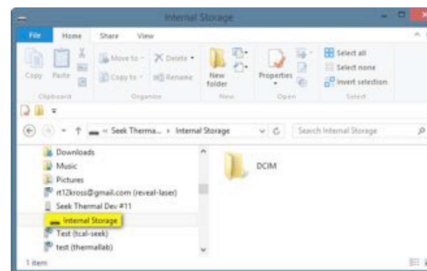 Internal Storage
File Home Share View
Copy Paste
Move to Delete
Copy to Rename
New folder
Properties
Select all
Select none
Invert selection
Clipboard Organize New Open Select
« Seek Therma... › Internal Storage
Search Internal Storage
Downloads
Music
Pictures
rt12kross@gmail.com (reveal-laser)
Seek Thermal Dev #11
Internal Storage
Test (tcal-seek)
test (thermallab)
DCIM
1 item